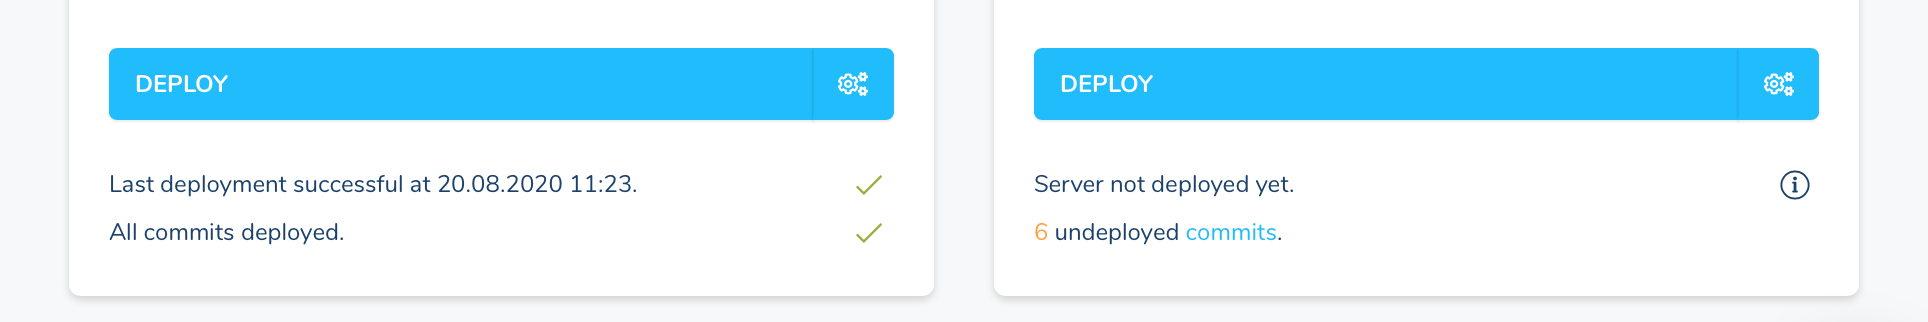 DEPLOY
Last deployment successful at 20.08.2020 11:23.
All commits deployed.
DEPLOY
Server not deployed yet.
6 undeployed commits.